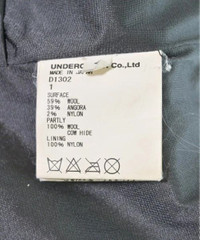 UNDERCO Co.,Ltd
MADE IN JAPAN
D1302
1
SURFACE
59% WOOL
39% ANGORA
2% NYLON
PARTLY
100% WOOL
COW HIDE
LINING
100% NYLON